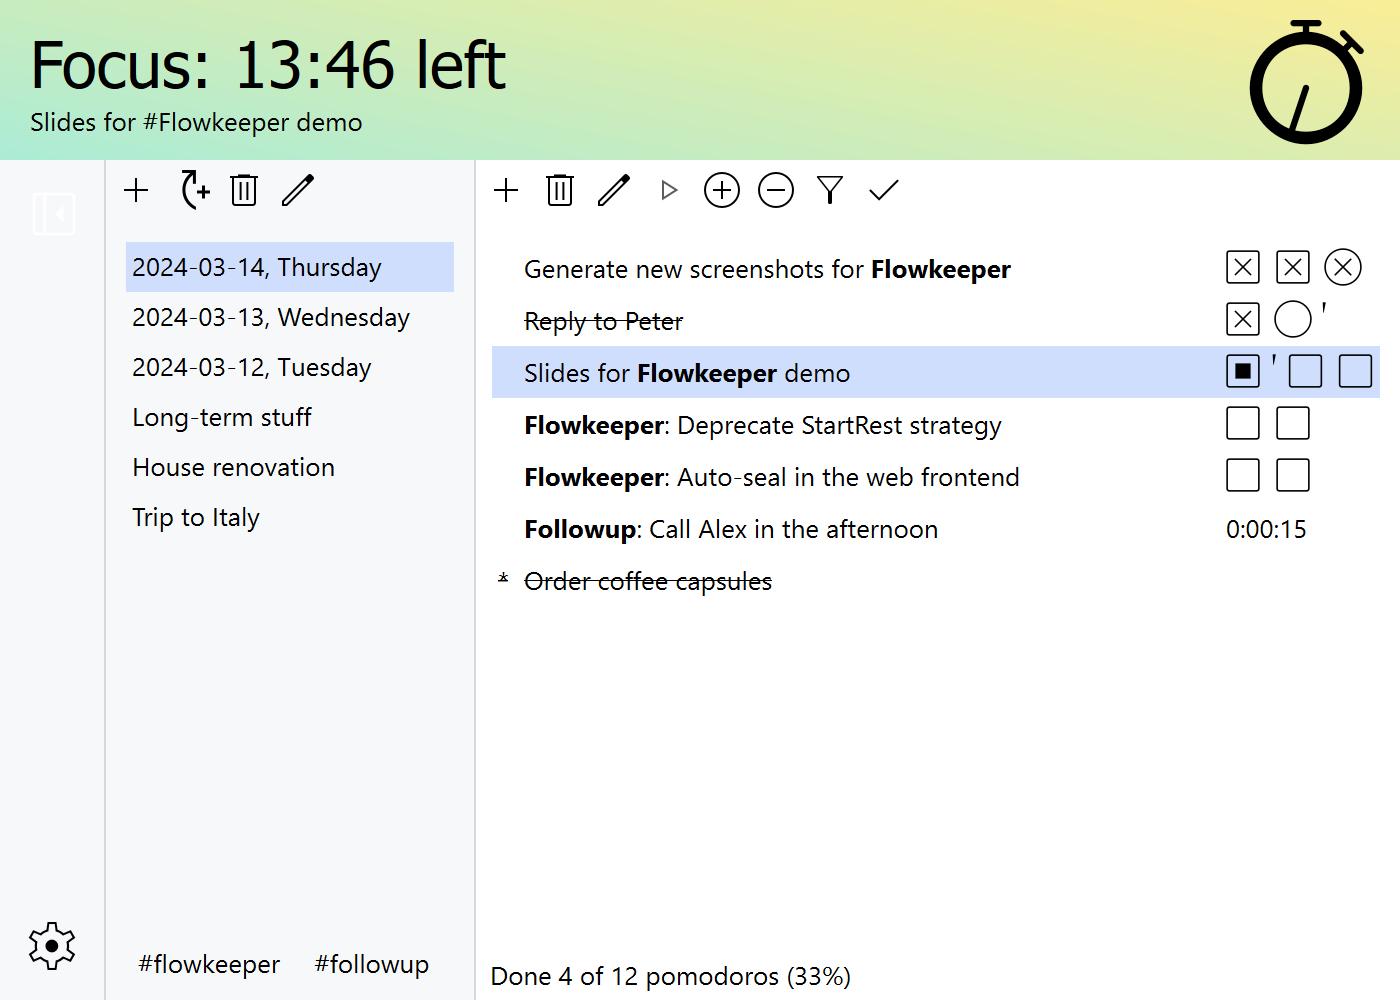 Focus: 13:46 left
Slides for #Flowkeeper demo
2024-03-14, Thursday
2024-03-13, Wednesday
2024-03-12, Tuesday
Long-term stuff
House renovation
Trip to Italy
#flowkeeper #followup
Generate new screenshots for Flowkeeper
Reply to Peter '
Slides for Flowkeeper demo '
Flowkeeper: Deprecate StartRest strategy
Flowkeeper: Auto-seal in the web frontend
Followup: Call Alex in the afternoon 0:00:15
* Order coffee capsules
Done 4 of 12 pomodoros (33%)